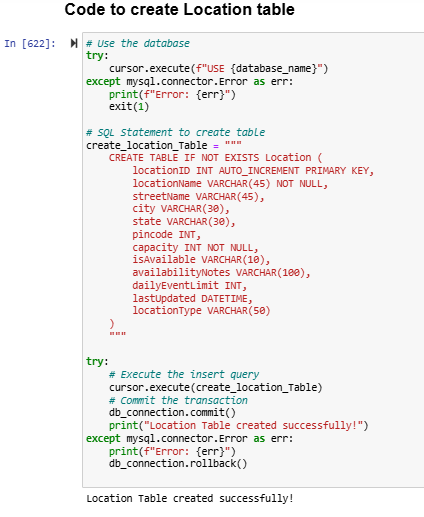 Code to create Location table
In [622]:
# Use the database
try:
    cursor.execute(f"USE {database_name}")
except mysql.connector.Error as err:
    print(f"Error: {err}")
    exit(1)
# SQL Statement to create table
create_location_Table = """
    CREATE TABLE IF NOT EXISTS Location (
        locationID INT AUTO_INCREMENT PRIMARY KEY,
        locationName VARCHAR(45) NOT NULL,
        streetName VARCHAR(45),
        city VARCHAR(30),
        state VARCHAR(30),
        pincode INT,
        capacity INT NOT NULL,
        isAvailable VARCHAR(10),
        availabilityNotes VARCHAR(100),
        dailyEventLimit INT,
        lastUpdated DATETIME,
        locationType VARCHAR(50)
    )
    """
try:
    # Execute the insert query
    cursor.execute(create_location_Table)
    # Commit the transaction
    db_connection.commit()
    print("Location Table created successfully!")
except mysql.connector.Error as err:
    print(f"Error: {err}")
    db_connection.rollback()
Location Table created successfully!